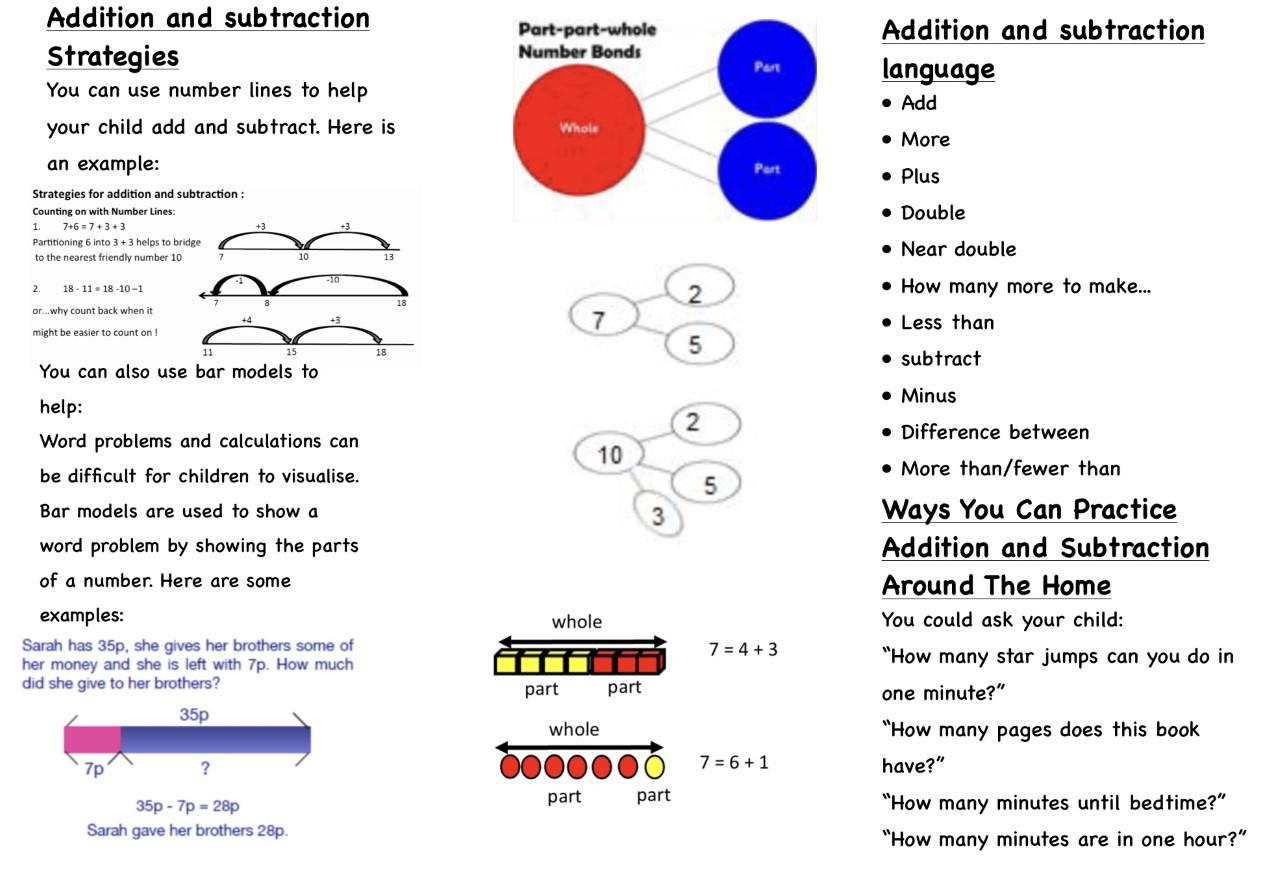 Addition and subtraction
Strategies
You can use number lines to help
your child add and subtract. Here is
an example:
Strategies for addition and subtraction :
Counting on with Number Lines:
1. 7+6 = 7 + 3 + 3
Partitioning 6 into 3 + 3 helps to bridge
to the nearest friendly number 10
+3 +3
7 10 13
2. 18 - 11 = 18 -10 –1
or...why count back when it
might be easier to count on !
-1 -10
7 8 18
+4 +3
11 15 18
You can also use bar models to
help:
Word problems and calculations can
be difficult for children to visualise.
Bar models are used to show a
word problem by showing the parts
of a number. Here are some
examples:
Sarah has 35p, she gives her brothers some of
her money and she is left with 7p. How much
did she give to her brothers?
35p
7p ?
35p - 7p = 28p
Sarah gave her brothers 28p.
Part-part-whole
Number Bonds
Whole
Part
Part
2
7
5
2
10
5
3
whole
7 = 4 + 3
part part
whole
7 = 6 + 1
part part
Addition and subtraction
language
• Add
• More
• Plus
• Double
• Near double
• How many more to make…
• Less than
• subtract
• Minus
• Difference between
• More than/fewer than
Ways You Can Practice
Addition and Subtraction
Around The Home
You could ask your child:
“How many star jumps can you do in
one minute?”
“How many pages does this book
have?”
“How many minutes until bedtime?”
“How many minutes are in one hour?”